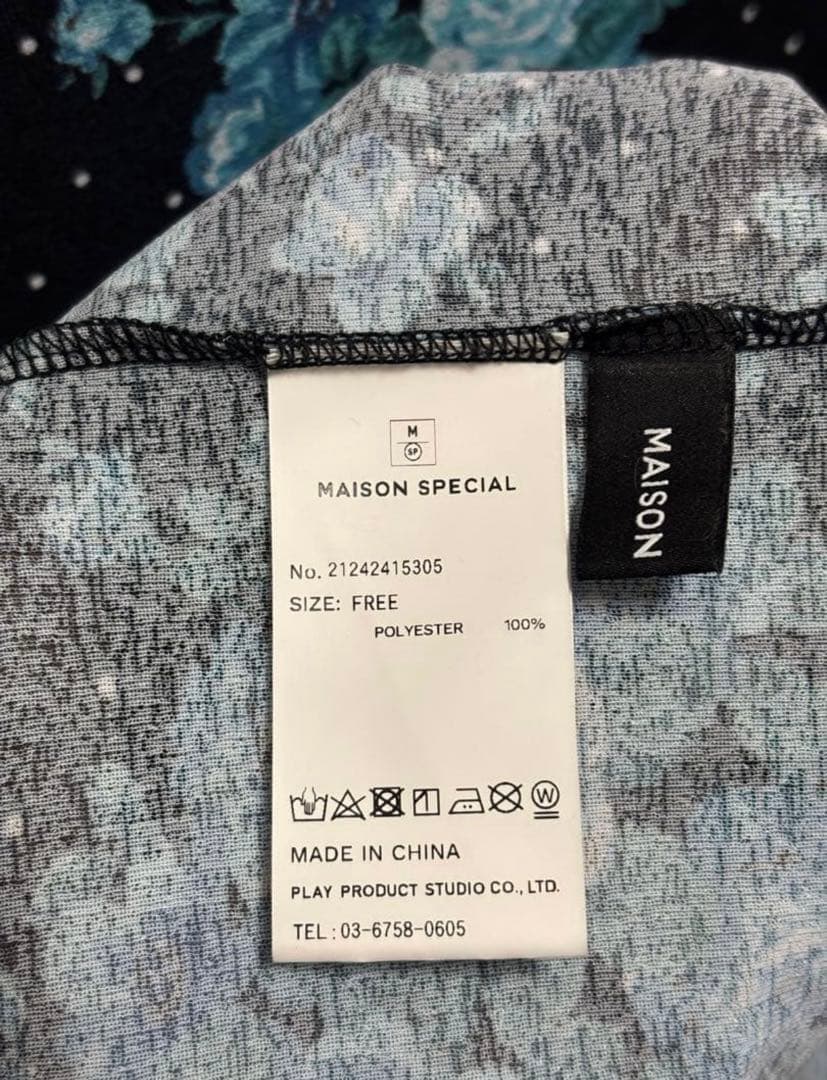 M
SP
MAISON SPECIAL
No. 21242415305
SIZE: FREE
POLYESTER 100%
W
MADE IN CHINA
PLAY PRODUCT STUDIO CO., LTD.
TEL : 03-6758-0605
MAISON